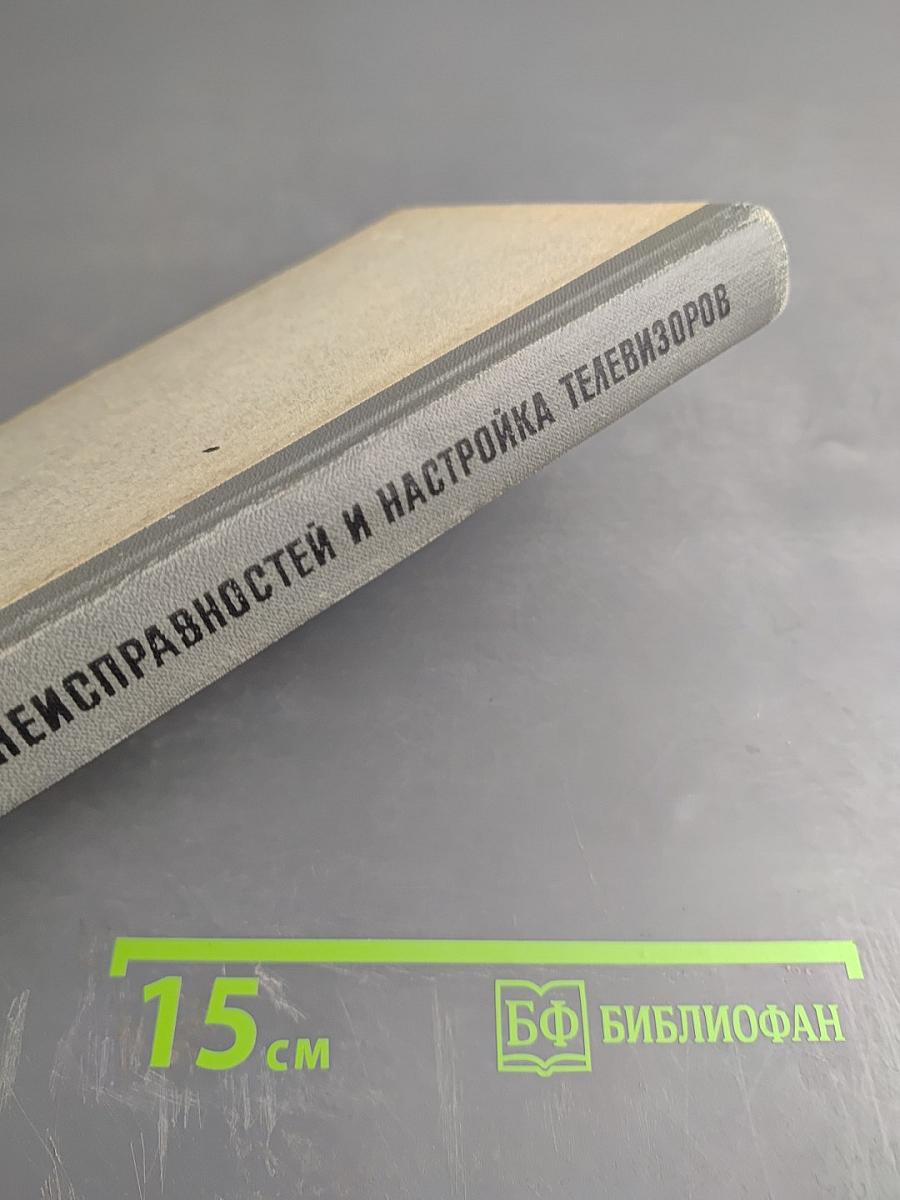 НЕИСПРАВНОСТЕЙ И НАСТРОЙКА ТЕЛЕВИЗОРОВ
15 см
БФ БИБЛИОФАН